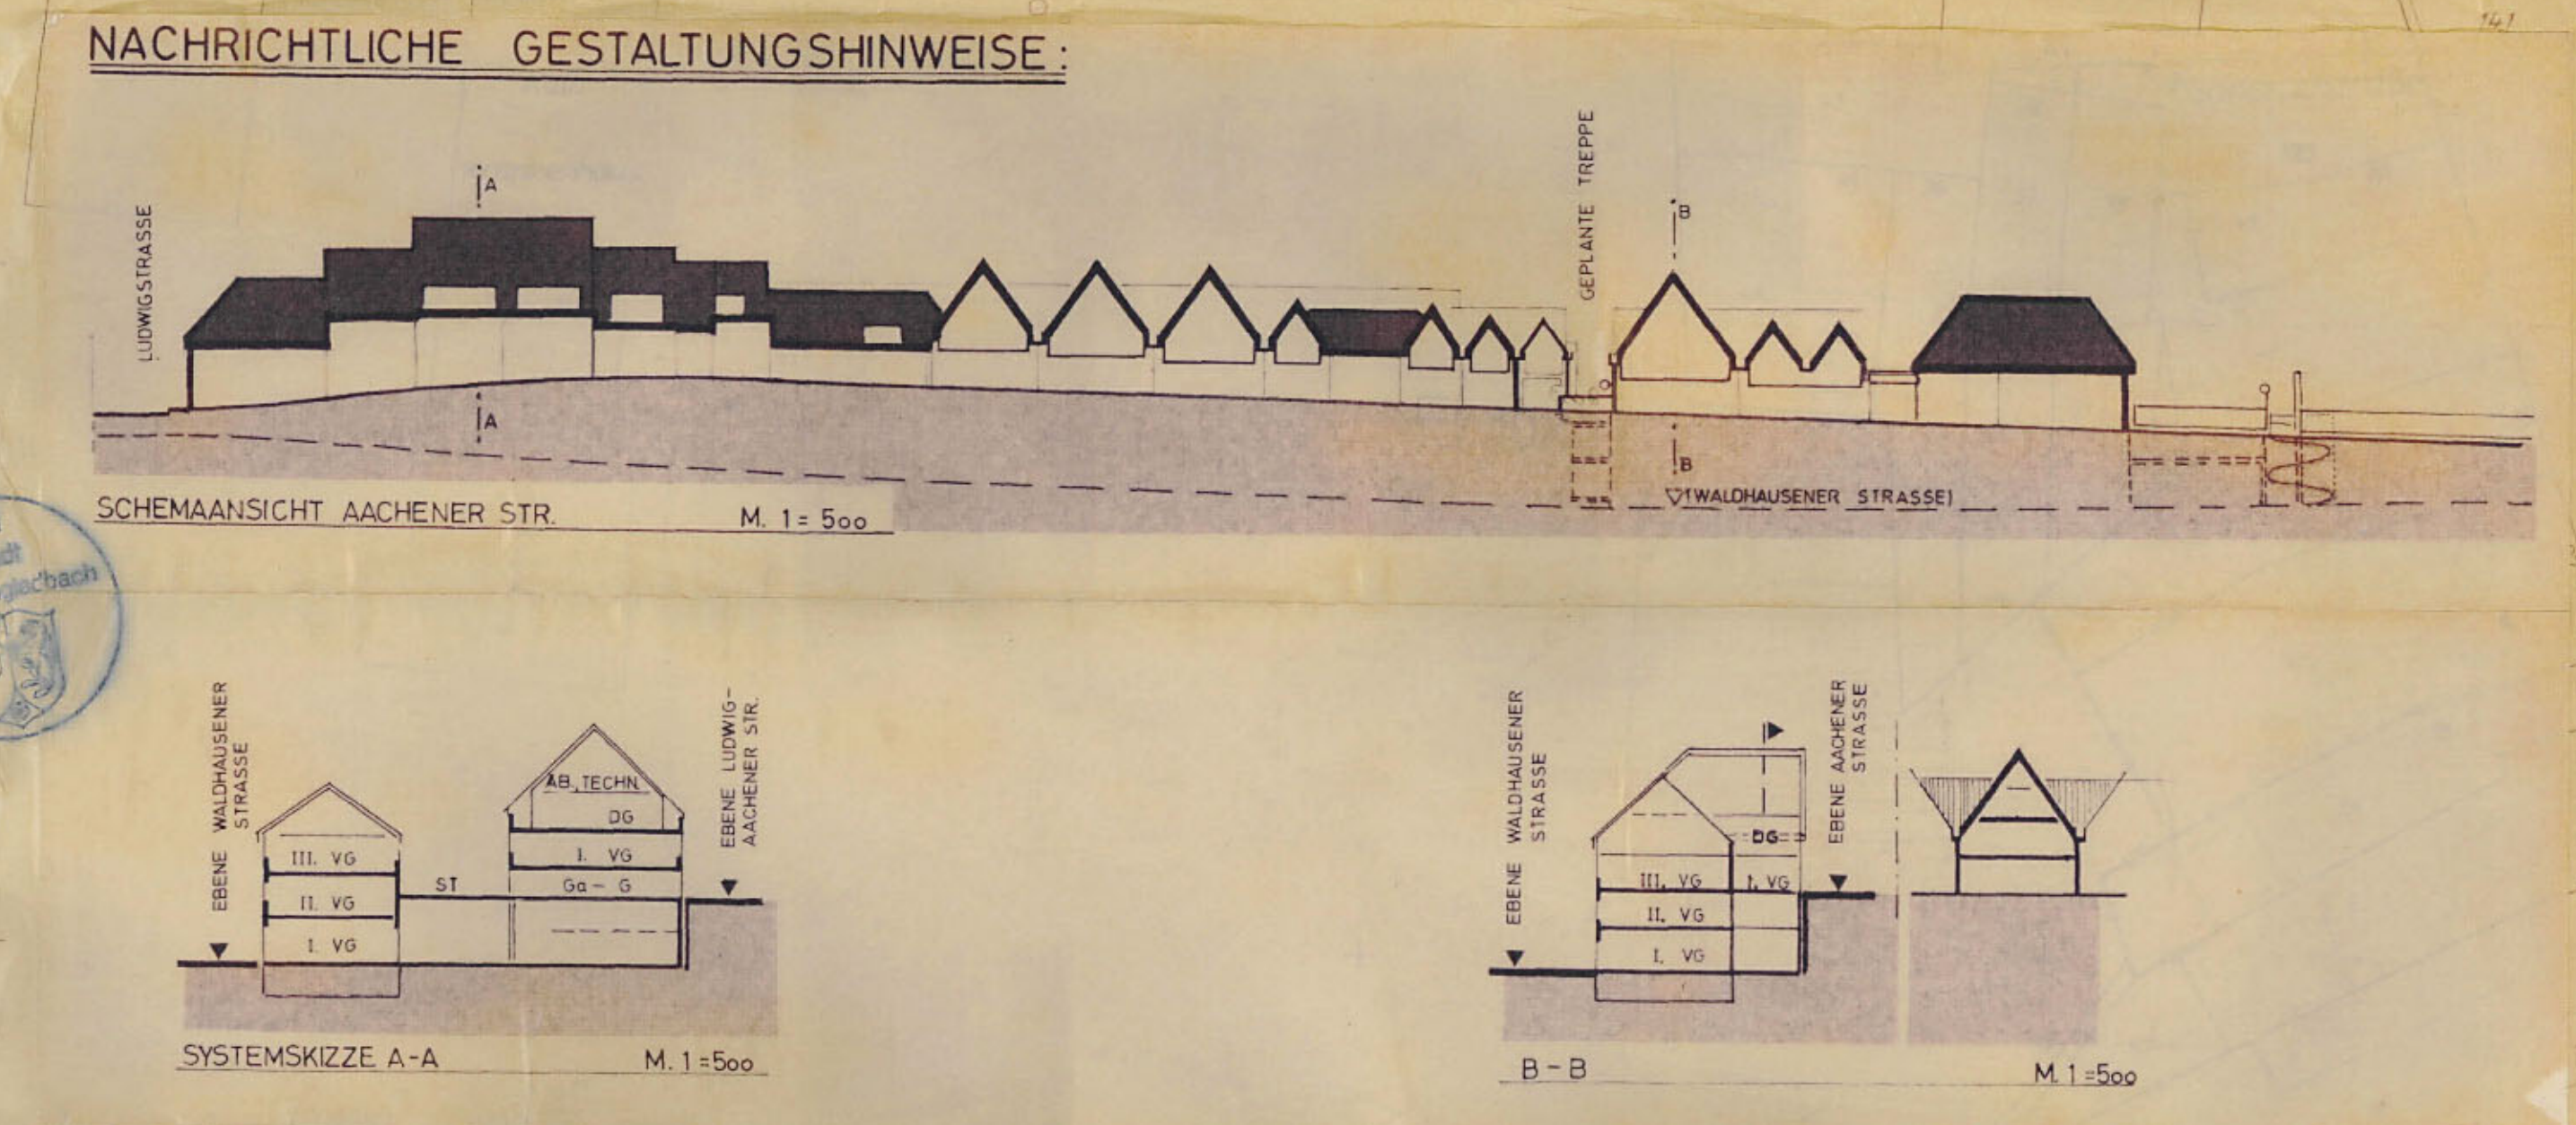 141
NACHRICHTLICHE GESTALTUNGSHINWEISE:
LUDWIGSTRASSE
A
GEPLANTE TREPPE
B
A
B
(WALDHAUSENER STRASSE)
SCHEMAANSICHT AACHENER STR. M. 1=500
gladbach
EBENE WALDHAUSENER
STRASSE
III. VG
II. VG
I. VG
ST
AB., TECHN.
DG
I. VG
Ga-G
EBENE LUDWIG-
AACHENER STR.
SYSTEMSKIZZE A-A M. 1=500
EBENE WALDHAUSENER
STRASSE
DG
III. VG I. VG
II. VG
I. VG
EBENE AACHENER
STRASSE
B-B M. 1=500